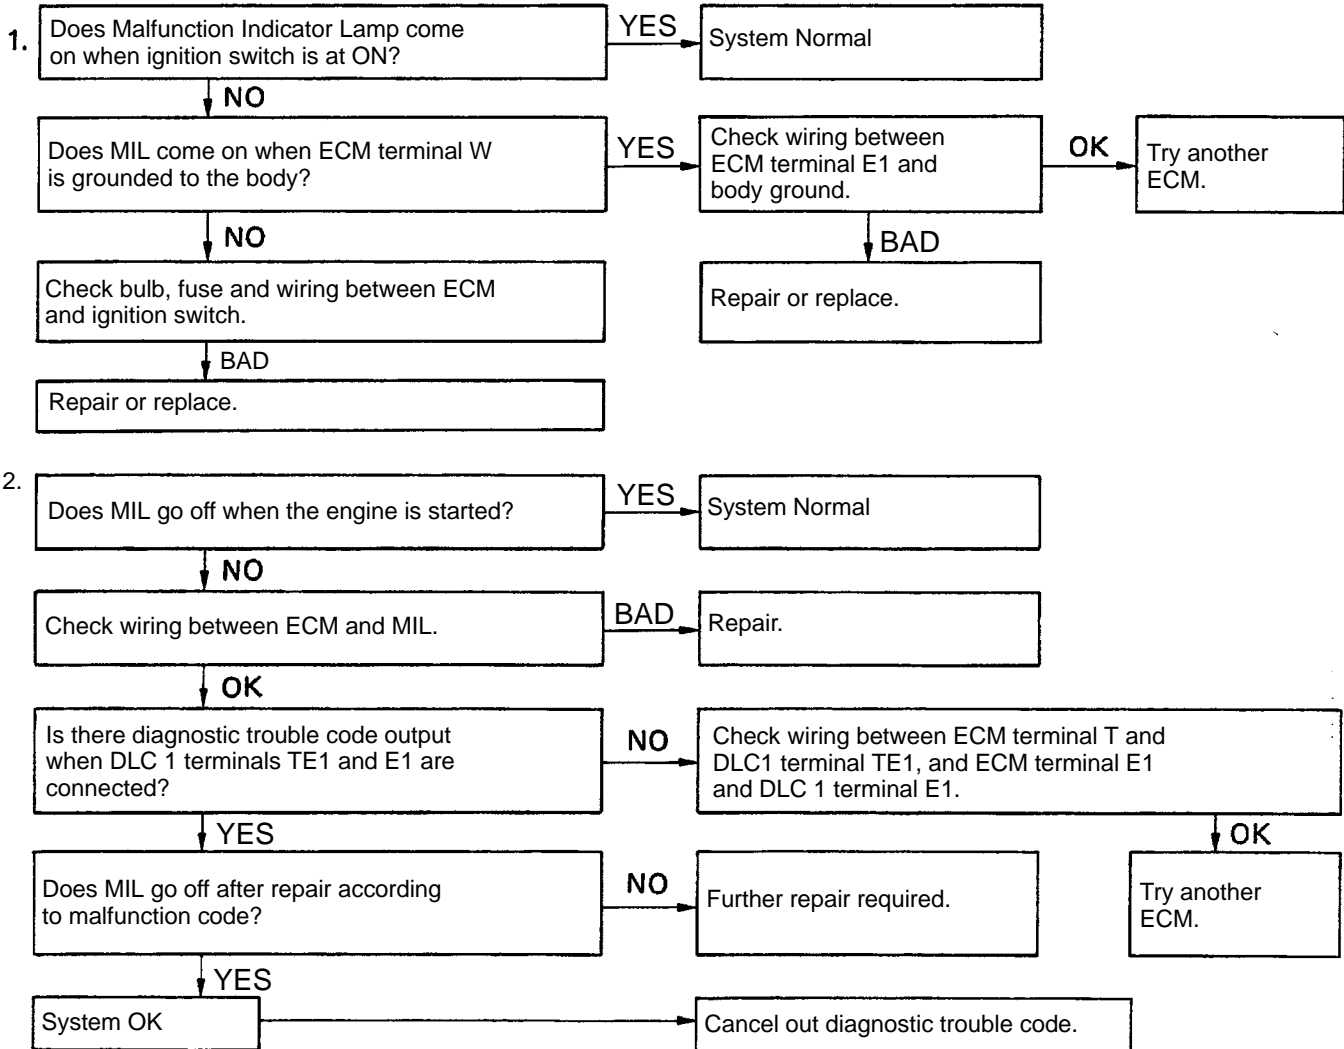 1.
Does Malfunction Indicator Lamp come
on when ignition switch is at ON?
YES
System Normal
NO
Does MIL come on when ECM terminal W
is grounded to the body?
YES
Check wiring between
ECM terminal E1 and
body ground.
OK
Try another
ECM.
NO
BAD
Check bulb, fuse and wiring between ECM
and ignition switch.
Repair or replace.
BAD
Repair or replace.
2.
Does MIL go off when the engine is started?
YES
System Normal
NO
Check wiring between ECM and MIL.
BAD
Repair.
OK
Is there diagnostic trouble code output
when DLC 1 terminals TE1 and E1 are
connected?
NO
Check wiring between ECM terminal T and
DLC1 terminal TE1, and ECM terminal E1
and DLC 1 terminal E1.
YES
OK
Does MIL go off after repair according
to malfunction code?
NO
Further repair required.
Try another
ECM.
YES
System OK
Cancel out diagnostic trouble code.